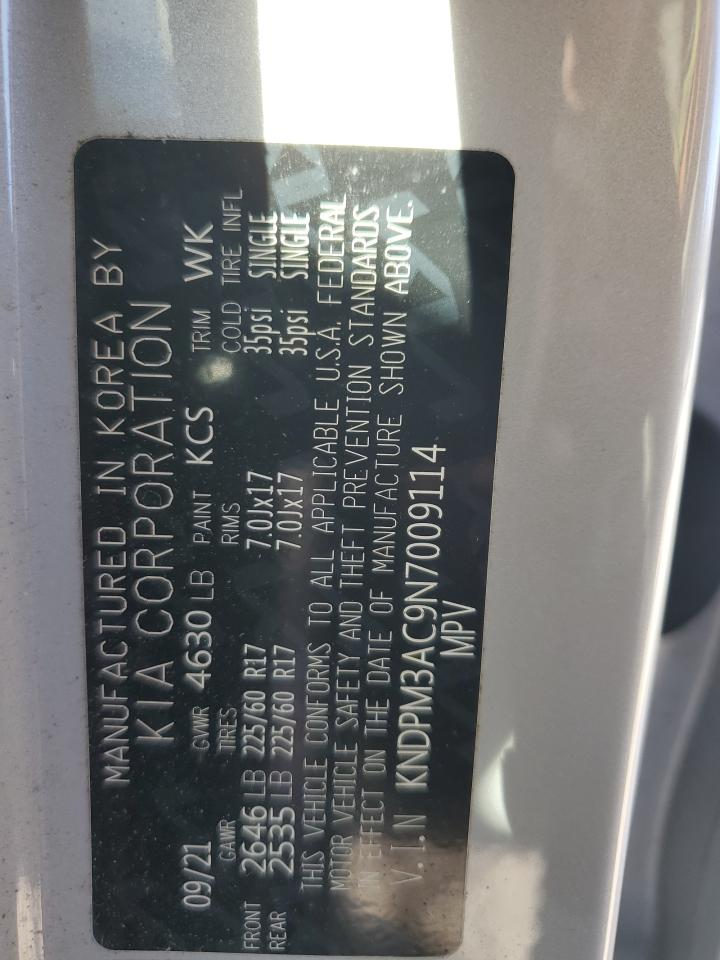 MANUFACTURED IN KOREA BY
KIA CORPORATION
09/21 GVWR 4630 LB PAINT KCS TRIM WK
GAWR TIRES RIMS COLD TIRE INFL
FRONT 2646 LB 225/60 R17 7.0Jx17 35psi SINGLE
REAR 2535 LB 225/60 R17 7.0Jx17 35psi SINGLE
THIS VEHICLE CONFORMS TO ALL APPLICABLE U.S.A. FEDERAL
MOTOR VEHICLE SAFETY AND THEFT PREVENTION STANDARDS
IN EFFECT ON THE DATE OF MANUFACTURE SHOWN ABOVE.
V.I.N KNDPM3AC9N7009114
MPV